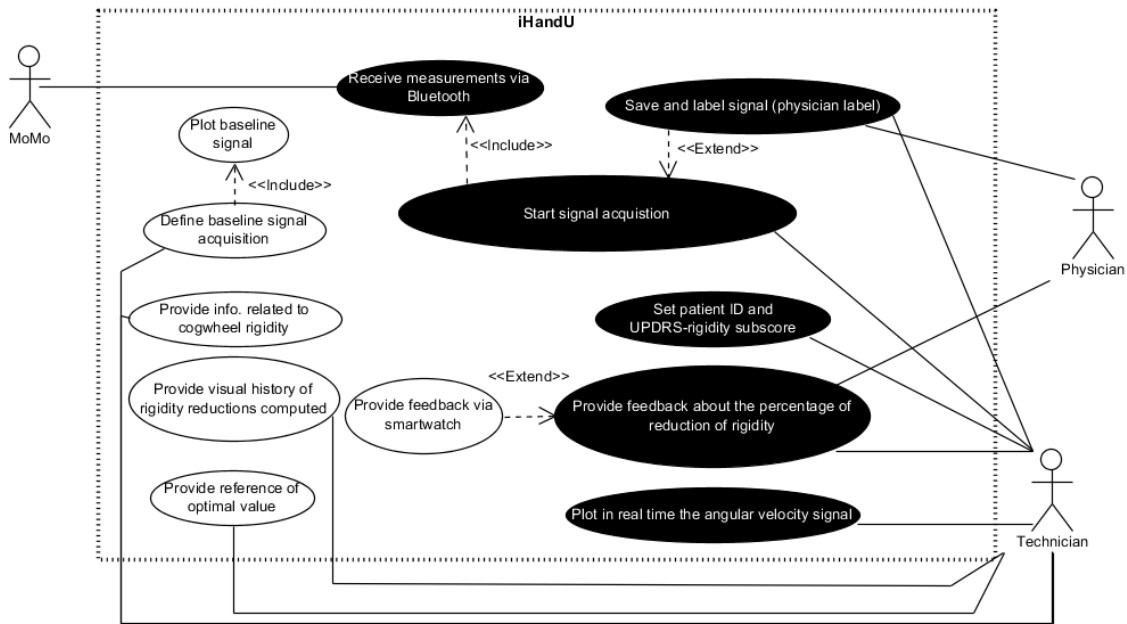 iHandU
MoMo
Receive measurements via
Bluetooth
Save and label signal (physician label)
Plot baseline
signal
<<Include>>
<<Extend>>
<<Include>>
Define baseline signal
acquisition
Start signal acquistion
Physician
Provide info. related to
cogwheel rigidity
Set patient ID and
UPDRS-rigidity subscore
Provide visual history of
rigidity reductions computed
<<Extend>>
Provide feedback via
smartwatch
Provide feedback about the percentage of
reduction of rigidity
Provide reference of
optimal value
Plot in real time the angular velocity signal
Technician